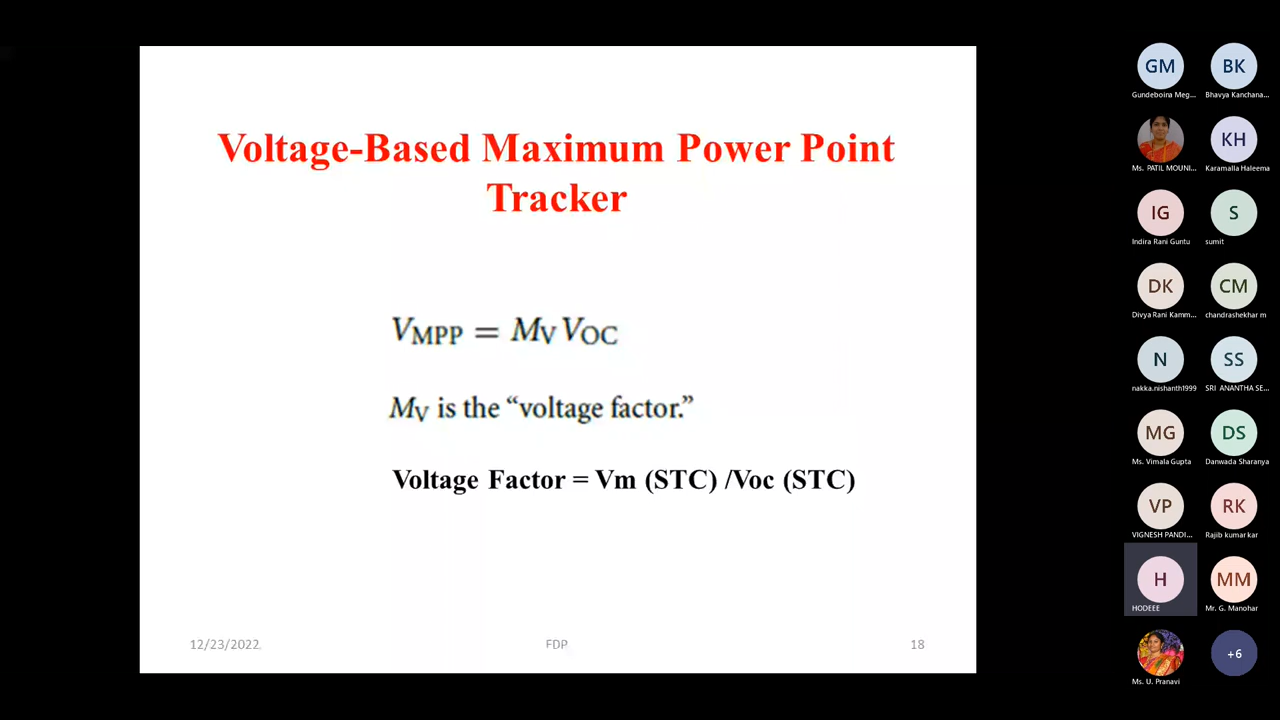 Voltage-Based Maximum Power Point
Tracker
VMPP = MV VOC
MV is the “voltage factor.”
Voltage Factor = Vm (STC) /Voc (STC)
12/23/2022
FDP
18
GM
BK
Gundeboina Meg...
Bhavya Kanchana...
KH
Ms. PATIL MOUNI...
Karamalla Haleema
IG
S
Indira Rani Guntu
sumit
DK
CM
Divya Rani Kamm...
chandrashekhar m
N
SS
nakka.nishanth1999
SRI ANANTHA SE...
MG
DS
Ms. Vimala Gupta
Danwada Sharanya
VP
RK
VIGNESH PANDI...
Rajib kumar kar
H
MM
HODEEE
Mr. G. Manohar
+6
Ms. U. Pranavi